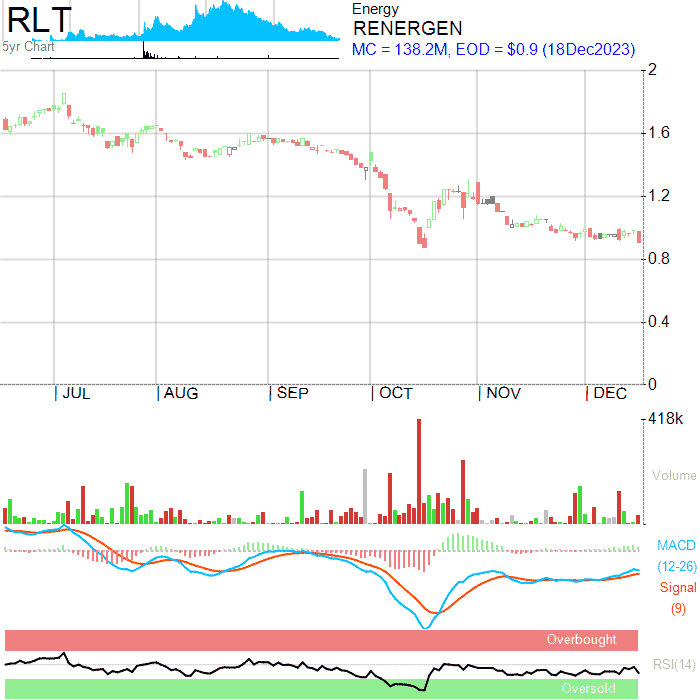 RLT
5yr Chart
Energy
RENERGEN
MC = 138.2M, EOD = $0.9 (18Dec2023)
2
1.6
1.2
0.8
0.4
0
JUL AUG SEP OCT NOV DEC
418k
Volume
MACD
(12-26)
Signal
(9)
Overbought
RSI(14)
Oversold